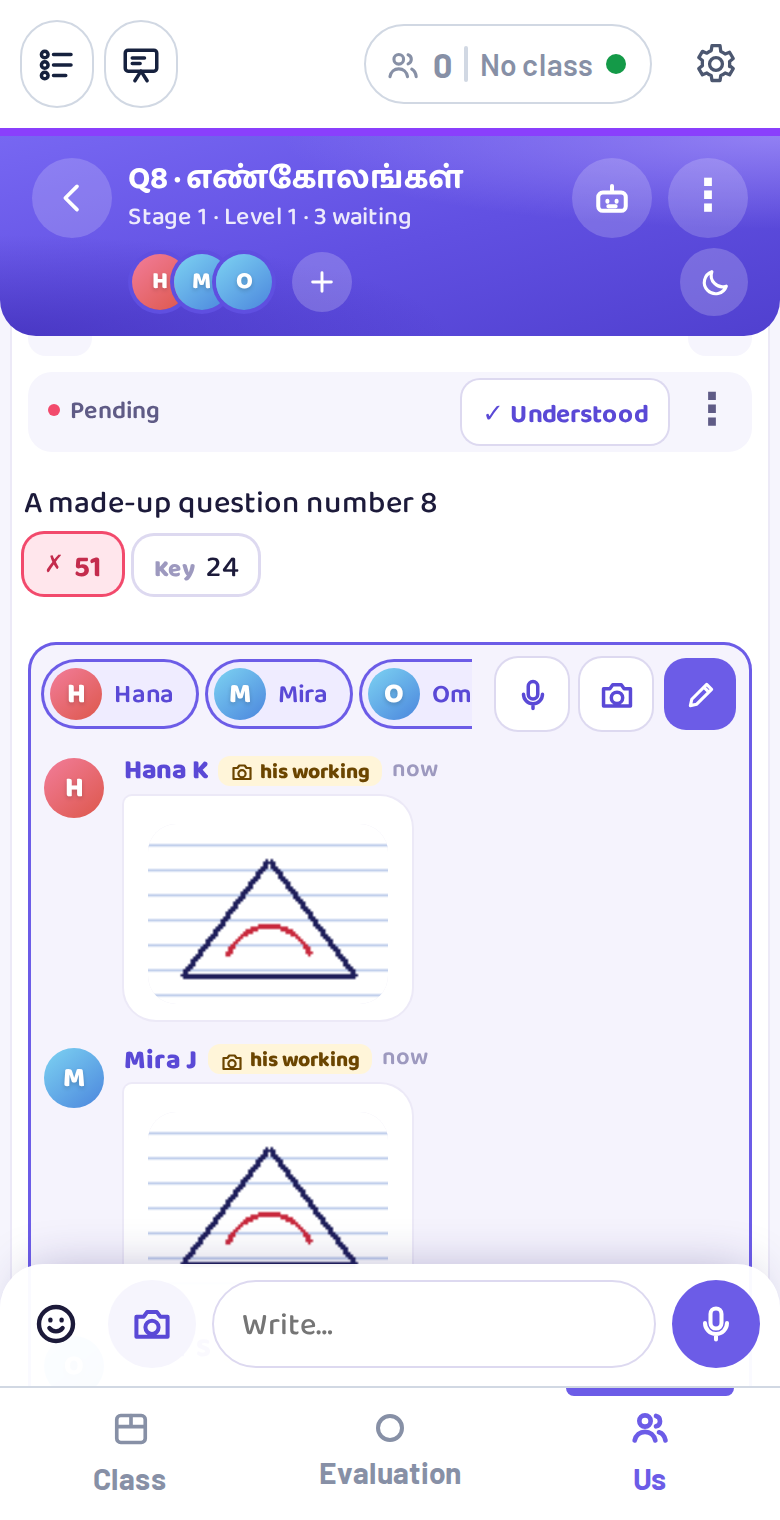 0 | No class
Q8 · எண்கோலங்கள்
Stage 1 · Level 1 · 3 waiting
H M O +
Pending
✓ Understood
A made-up question number 8
✗ 51 Key 24
H Hana M Mira O Om
H Hana K his working now
M Mira J his working now
Write...
Class Evaluation Us